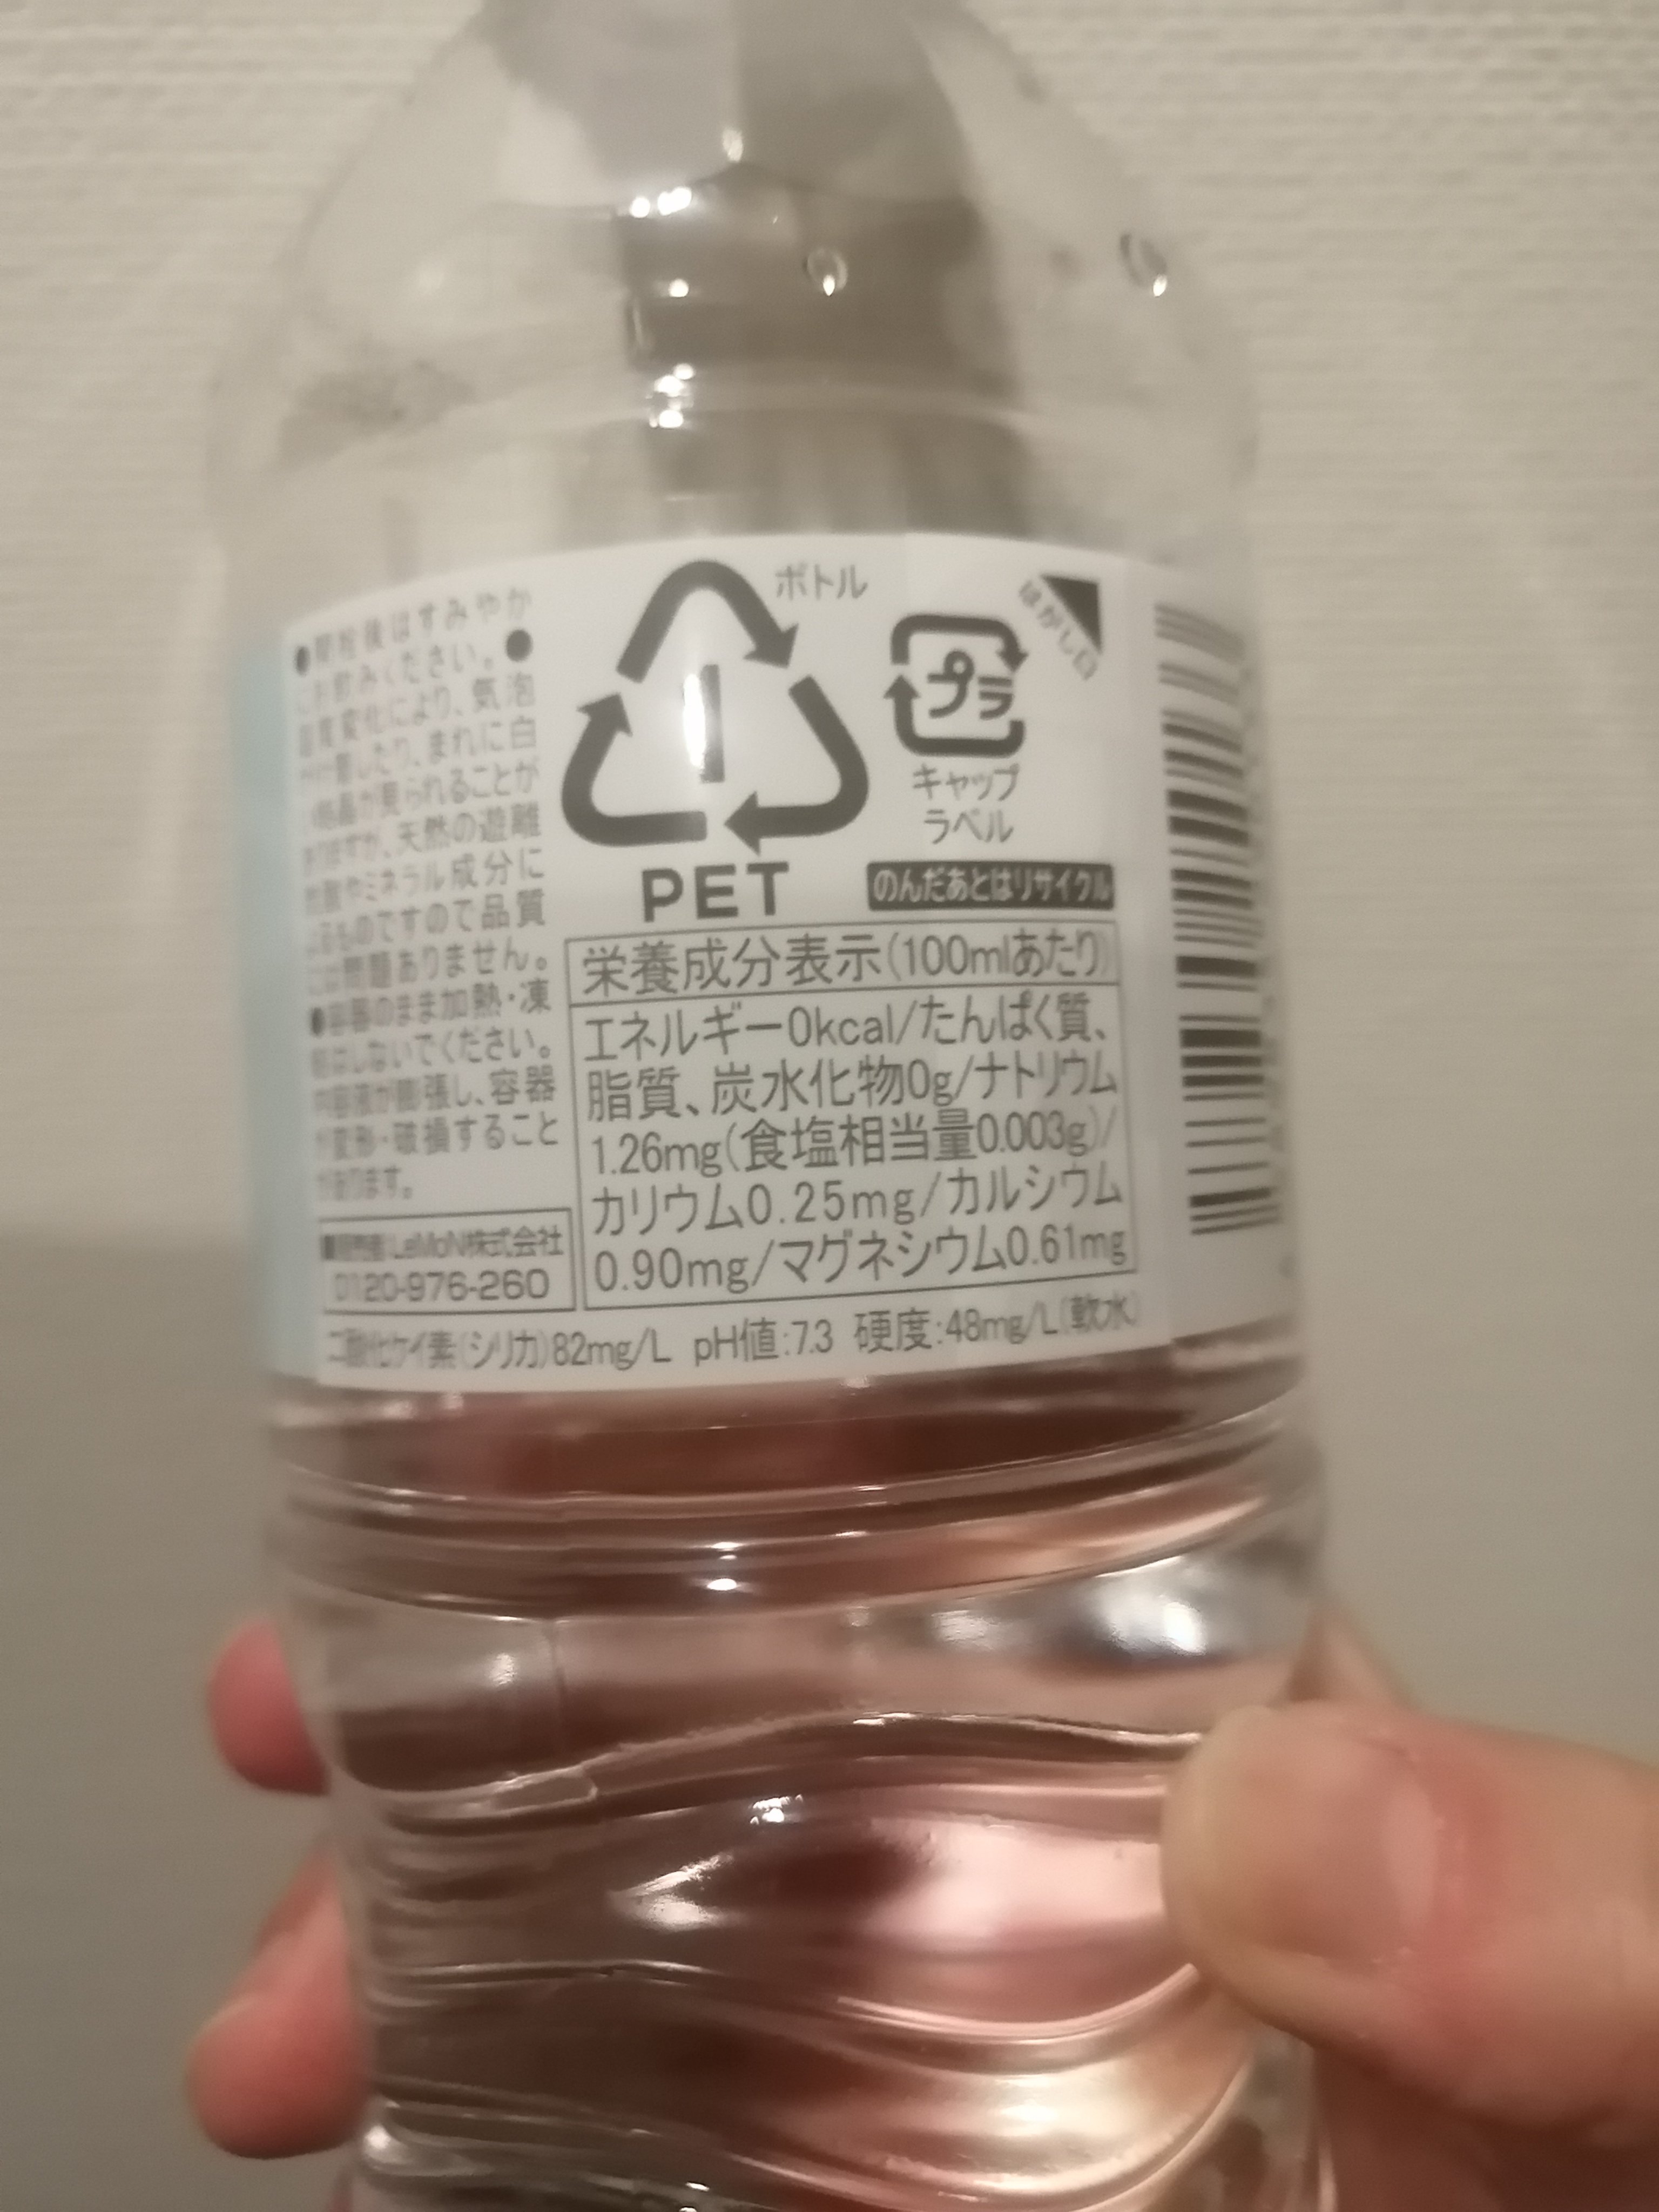 ●開栓後はすみやか
にお飲みください。●
温度変化により、気泡
が付着したり、まれに白
い結晶が見られることが
ありますが、天然の遊離
炭酸やミネラル成分に
よるものですので品質
には問題ありません。
●容器のまま加熱・凍
結はしないでください。
内容液が膨張し、容器
が変形・破損すること
があります。
■販売者 LeMoN株式会社
0120-976-260
ボトル
1
PET
はがし口
プラ
キャップ
ラベル
のんだあとはリサイクル
栄養成分表示(100mlあたり)
エネルギー0kcal/たんぱく質、
脂質、炭水化物0g/ナトリウム
1.26mg(食塩相当量0.003g)/
カリウム0.25mg/カルシウム
0.90mg/マグネシウム0.61mg
二酸化ケイ素(シリカ)82mg/L pH値:7.3 硬度:48mg/L(軟水)